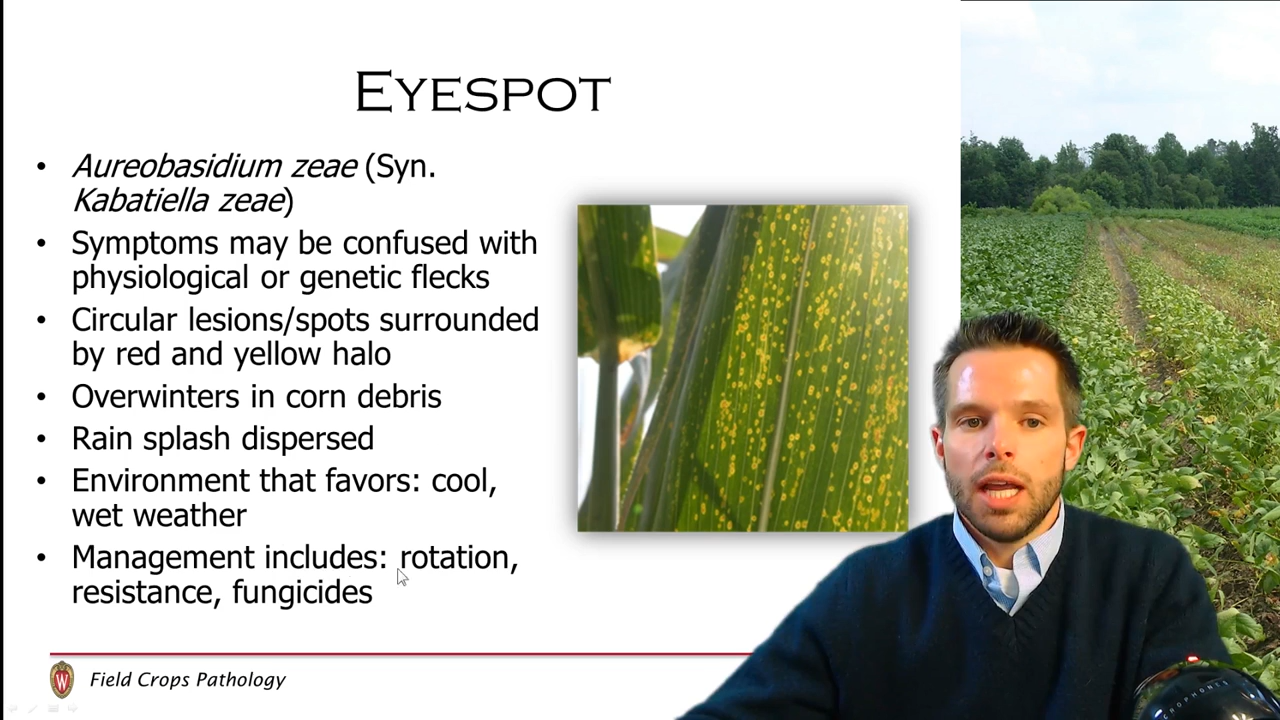 EYESPOT
• Aureobasidium zeae (Syn.
Kabatiella zeae)
• Symptoms may be confused with
physiological or genetic flecks
• Circular lesions/spots surrounded
by red and yellow halo
• Overwinters in corn debris
• Rain splash dispersed
• Environment that favors: cool,
wet weather
• Management includes: rotation,
resistance, fungicides
W
Field Crops Pathology
CROPHONES